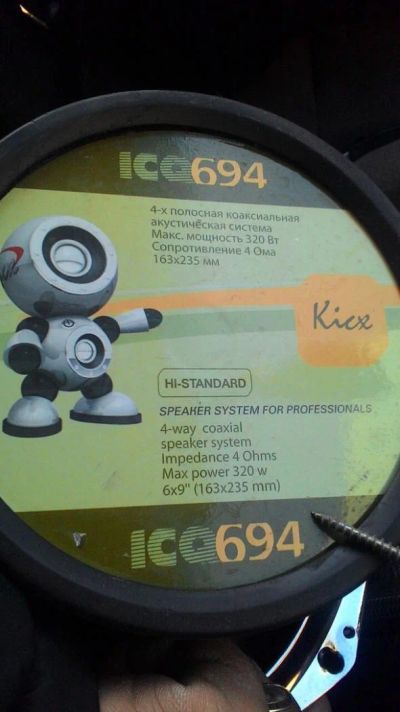 ICQ694
4-х полосная коаксиальная
акустическая система
Макс. мощность 320 Вт
Сопротивление 4 Ома
163x235 мм
Kicx
HI-STANDARD
SPEAKER SYSTEM FOR PROFESSIONALS
4-way coaxial
speaker system
Impedance 4 Ohms
Max power 320 w
6x9" (163x235 mm)
ICQ694